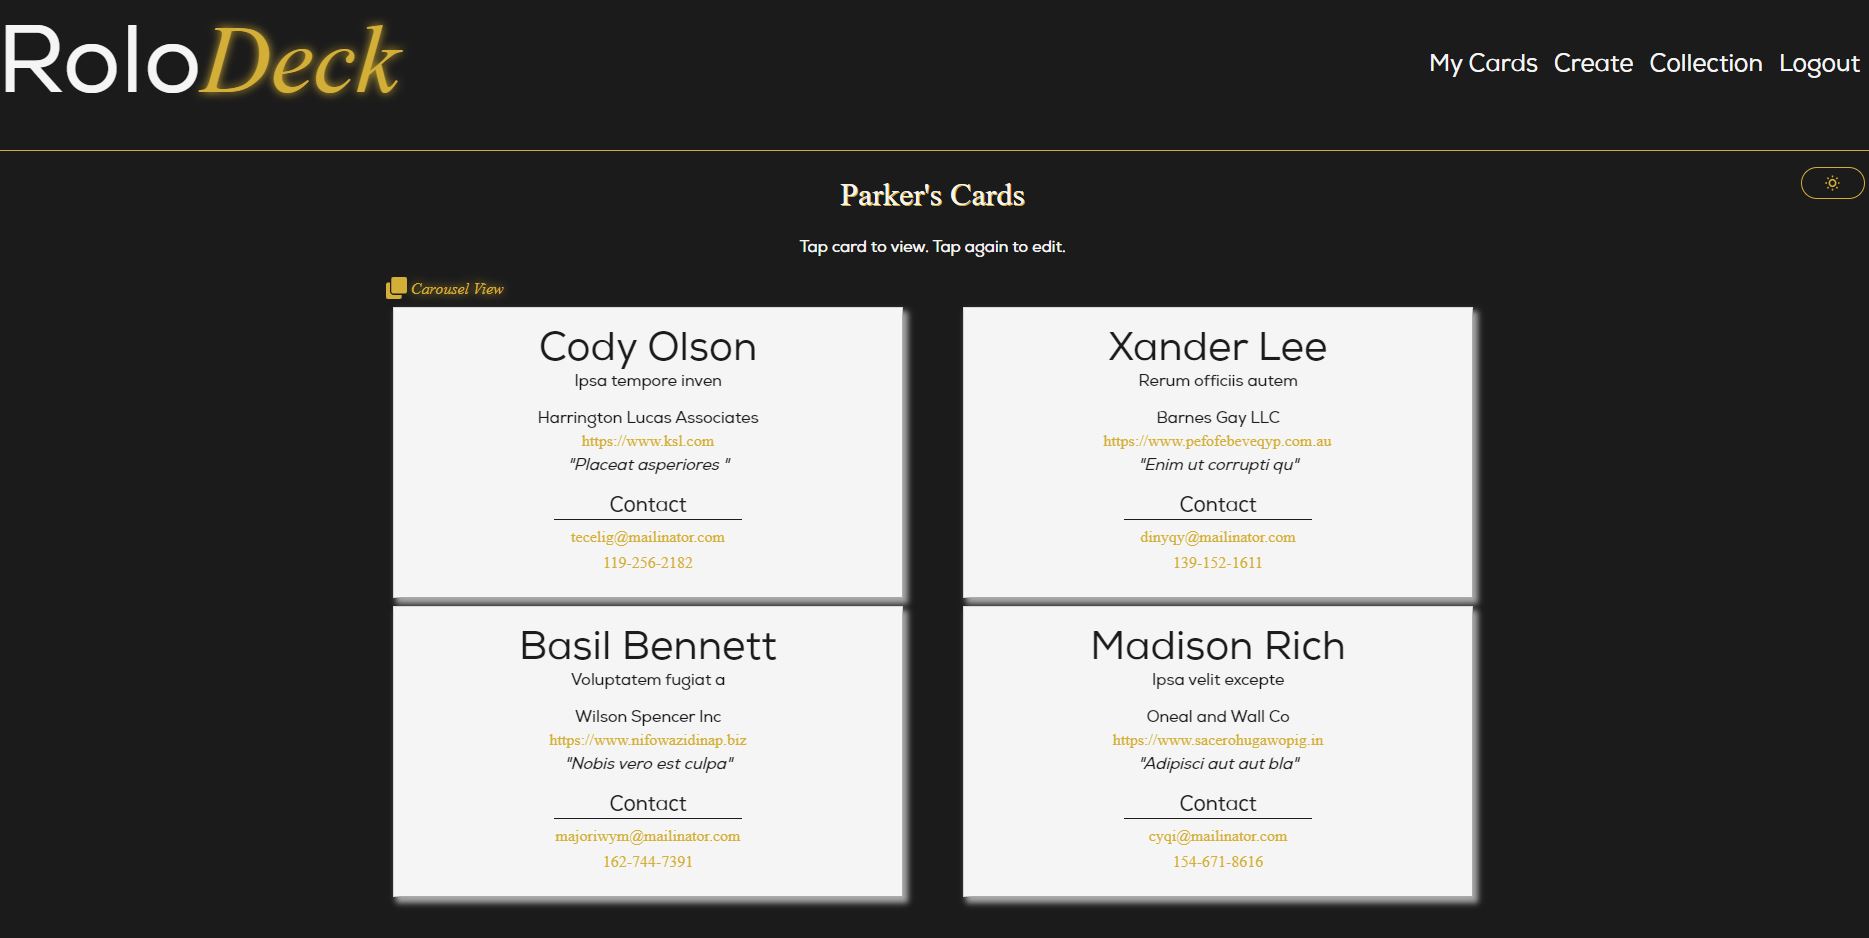 RoloDeck
My Cards Create Collection Logout
Parker's Cards
Tap card to view. Tap again to edit.
Carousel View
Cody Olson
Ipsa tempore inven
Harrington Lucas Associates
https://www.ksl.com
"Placeat asperiores "
Contact
tecelig@mailinator.com
119-256-2182
Xander Lee
Rerum officiis autem
Barnes Gay LLC
https://www.pefofebeveqyp.com.au
"Enim ut corrupti qu"
Contact
dinyqy@mailinator.com
139-152-1611
Basil Bennett
Voluptatem fugiat a
Wilson Spencer Inc
https://www.nifowazidinap.biz
"Nobis vero est culpa"
Contact
majoriwym@mailinator.com
162-744-7391
Madison Rich
Ipsa velit excepte
Oneal and Wall Co
https://www.sacerohugawopig.in
"Adipisci aut aut bla"
Contact
cyqi@mailinator.com
154-671-8616